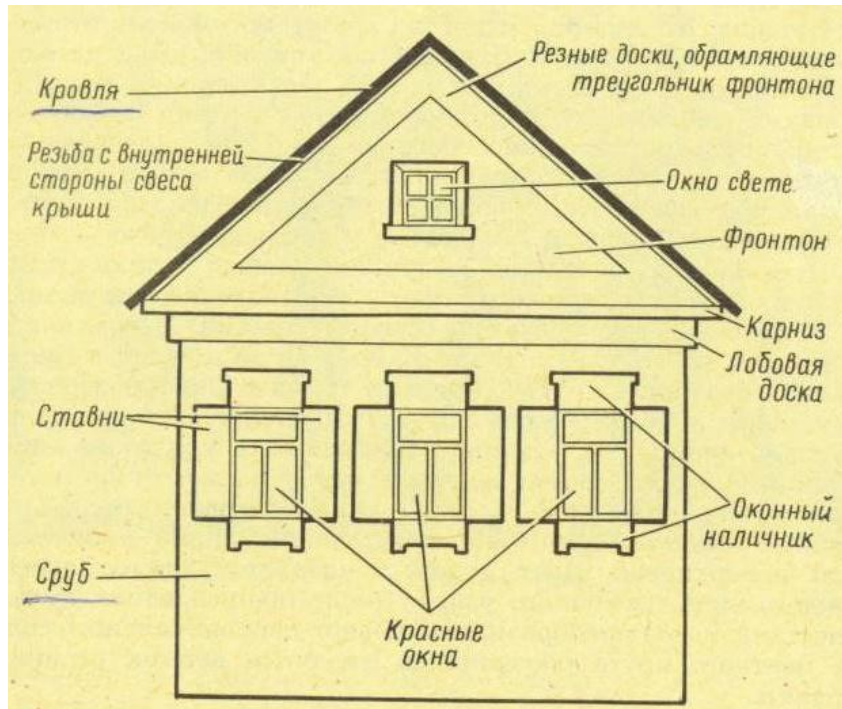 Резные доски, обрамляющие
треугольник фронтона
Кровля
Резьба с внутренней
стороны свеса
крыши
Окно свете.
Фронтон
Карниз
Лобовая
доска
Ставни
Оконный
наличник
Сруб
Красные
окна